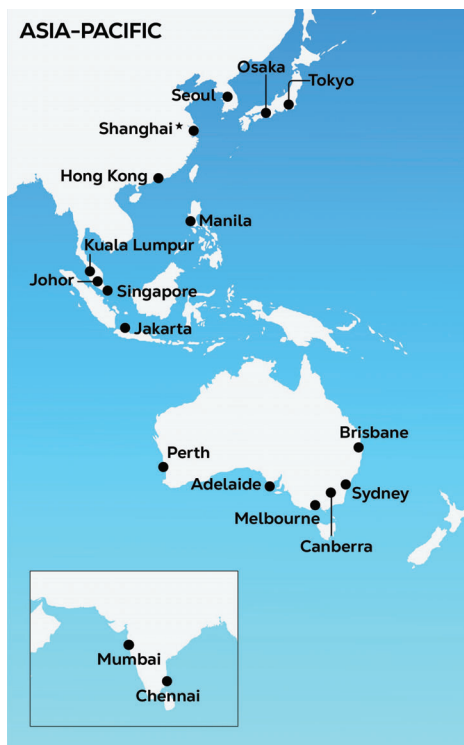 ASIA-PACIFIC
Osaka
Tokyo
Seoul
Shanghai★
Hong Kong
Manila
Kuala Lumpur
Johor
Singapore
Jakarta
Brisbane
Perth
Adelaide
Sydney
Melbourne
Canberra
Mumbai
Chennai